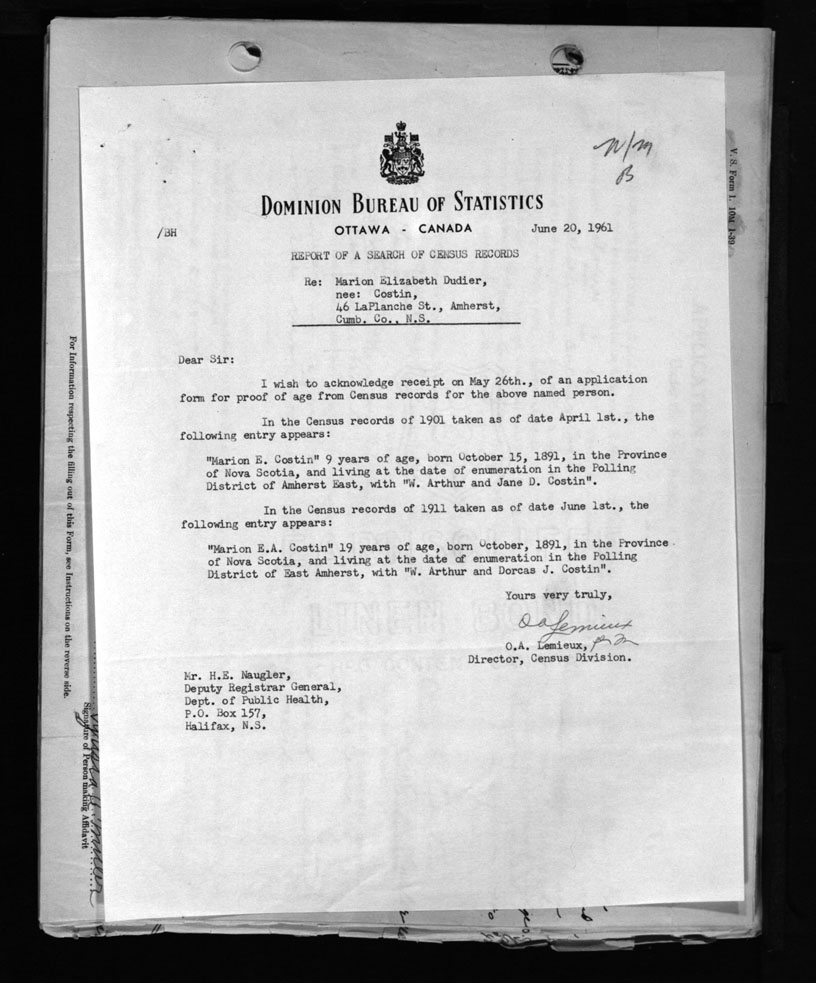 N/M
B
DOMINION BUREAU OF STATISTICS
/BH
OTTAWA - CANADA
June 20, 1961
REPORT OF A SEARCH OF CENSUS RECORDS
Re: Marion Elizabeth Dudier,
nee: Costin,
46 LaPlanche St., Amherst,
Cumb. Co., N.S.
Dear Sir:
I wish to acknowledge receipt on May 26th., of an application
form for proof of age from Census records for the above named person.
In the Census records of 1901 taken as of date April 1st., the
following entry appears:
"Marion E. Costin" 9 years of age, born October 15, 1891, in the Province
of Nova Scotia, and living at the date of enumeration in the Polling
District of Amherst East, with "W. Arthur and Jane D. Costin".
In the Census records of 1911 taken as of date June 1st., the
following entry appears:
"Marion E.A. Costin" 19 years of age, born October, 1891, in the Province
of Nova Scotia, and living at the date of enumeration in the Polling
District of East Amherst, with "W. Arthur and Dorcas J. Costin".
Yours very truly,
O A Lemieux
O.A. Lemieux,
Director, Census Division.
Mr. H.E. Naugler,
Deputy Registrar General,
Dept. of Public Health,
P.O. Box 157,
Halifax, N.S.
For Information respecting the filling out of this Form, see Instructions on the reverse side.
Signature of Person making Affidavit
V. S. Form 1. 10M 1-39